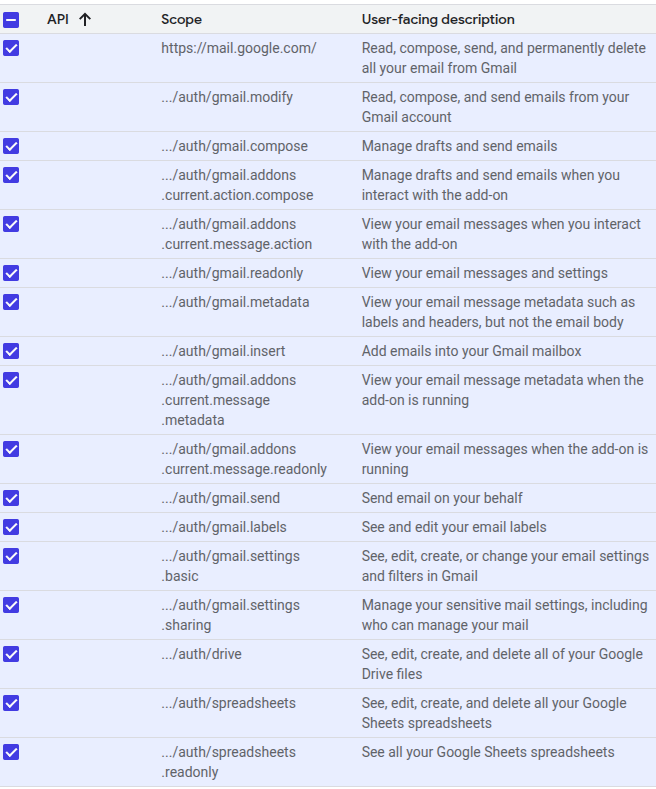 API Scope User-facing description
https://mail.google.com/ Read, compose, send, and permanently delete
all your email from Gmail
.../auth/gmail.modify Read, compose, and send emails from your
Gmail account
.../auth/gmail.compose Manage drafts and send emails
.../auth/gmail.addons Manage drafts and send emails when you
.current.action.compose interact with the add-on
.../auth/gmail.addons View your email messages when you interact
.current.message.action with the add-on
.../auth/gmail.readonly View your email messages and settings
.../auth/gmail.metadata View your email message metadata such as
labels and headers, but not the email body
.../auth/gmail.insert Add emails into your Gmail mailbox
.../auth/gmail.addons View your email message metadata when the
.current.message add-on is running
.metadata
.../auth/gmail.addons View your email messages when the add-on is
.current.message.readonly running
.../auth/gmail.send Send email on your behalf
.../auth/gmail.labels See and edit your email labels
.../auth/gmail.settings See, edit, create, or change your email settings
.basic and filters in Gmail
.../auth/gmail.settings Manage your sensitive mail settings, including
.sharing who can manage your mail
.../auth/drive See, edit, create, and delete all of your Google
Drive files
.../auth/spreadsheets See, edit, create, and delete all your Google
Sheets spreadsheets
.../auth/spreadsheets See all your Google Sheets spreadsheets
.readonly